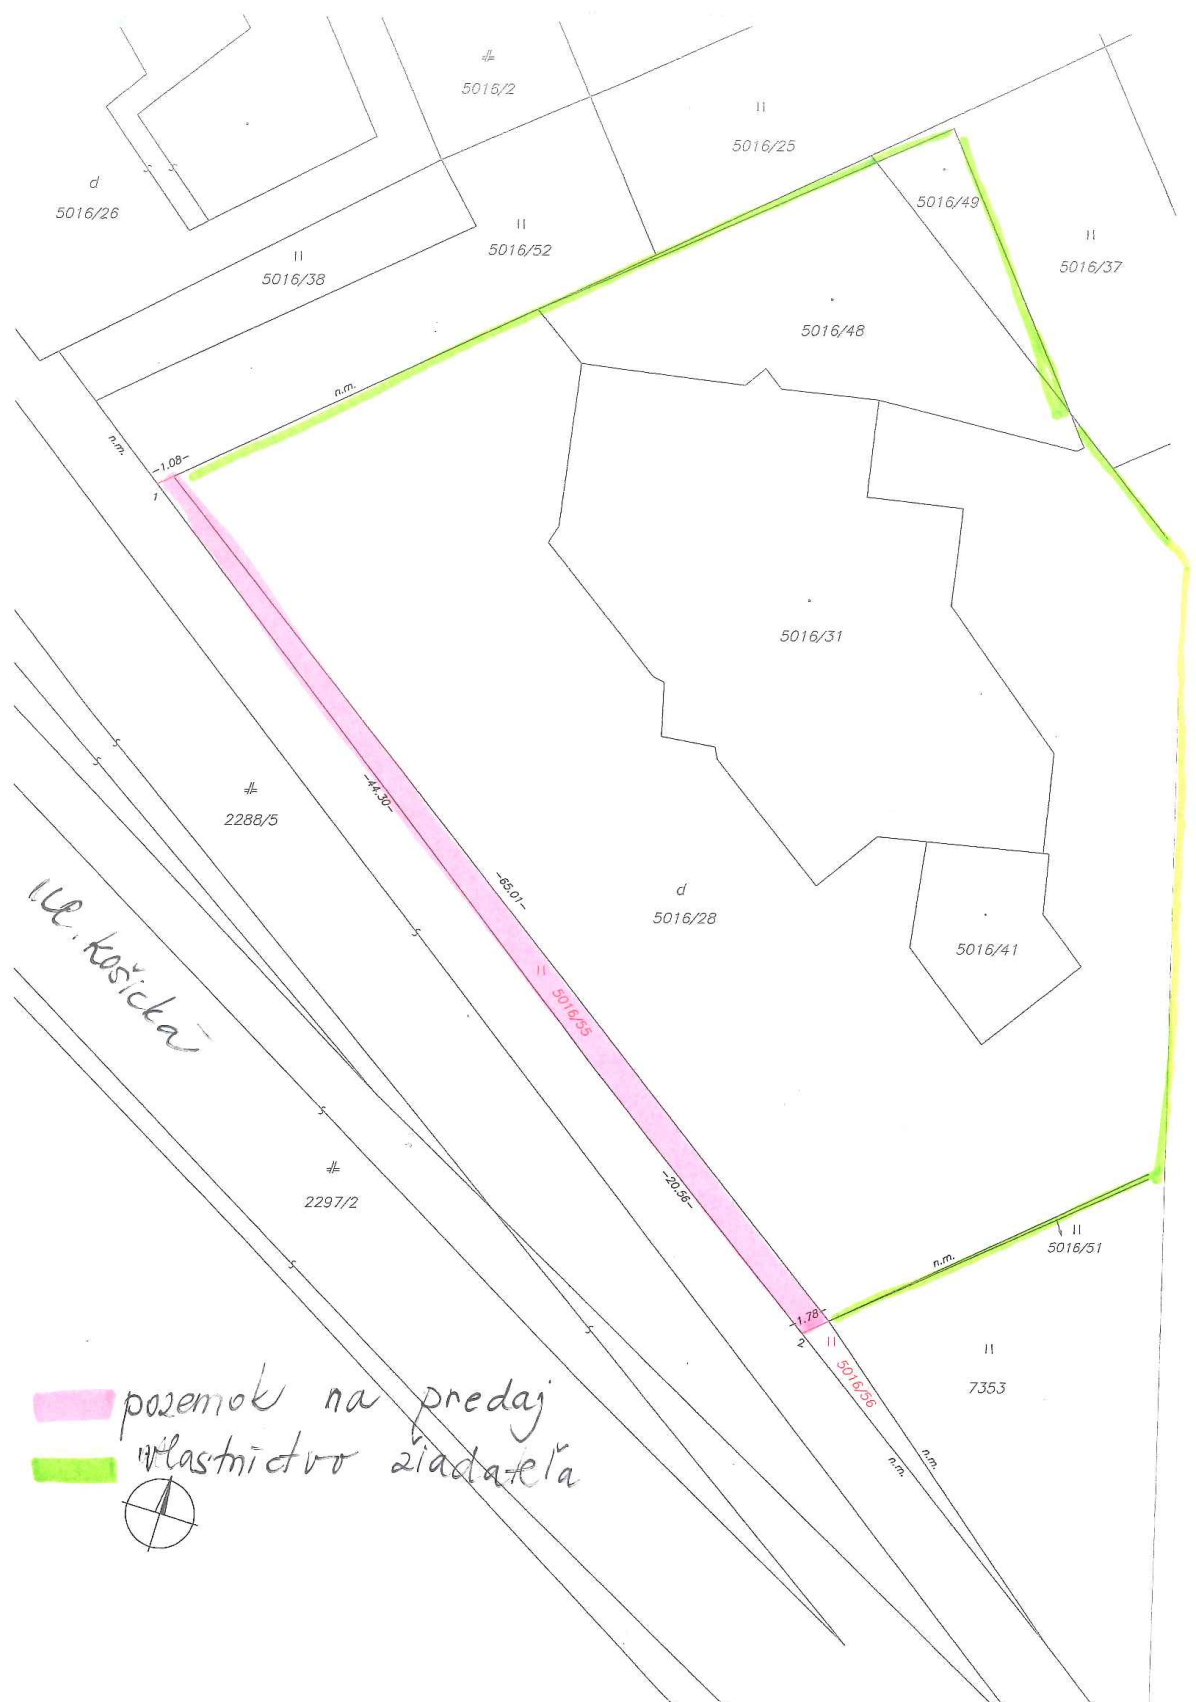 5016/2
5016/25
d
5016/26
5016/49
5016/52
5016/38
5016/37
5016/48
n.m.
n.m.
-1.08-
1
5016/31
-44.30-
2288/5
-65.01-
d
5016/28
5016/41
ul. Košická
5016/55
2297/2
-20.56-
5016/51
n.m.
-1.78-
2
5016/56
7353
pozemok na predaj
vlastníctvo žiadateľa
n.m.
n.m.